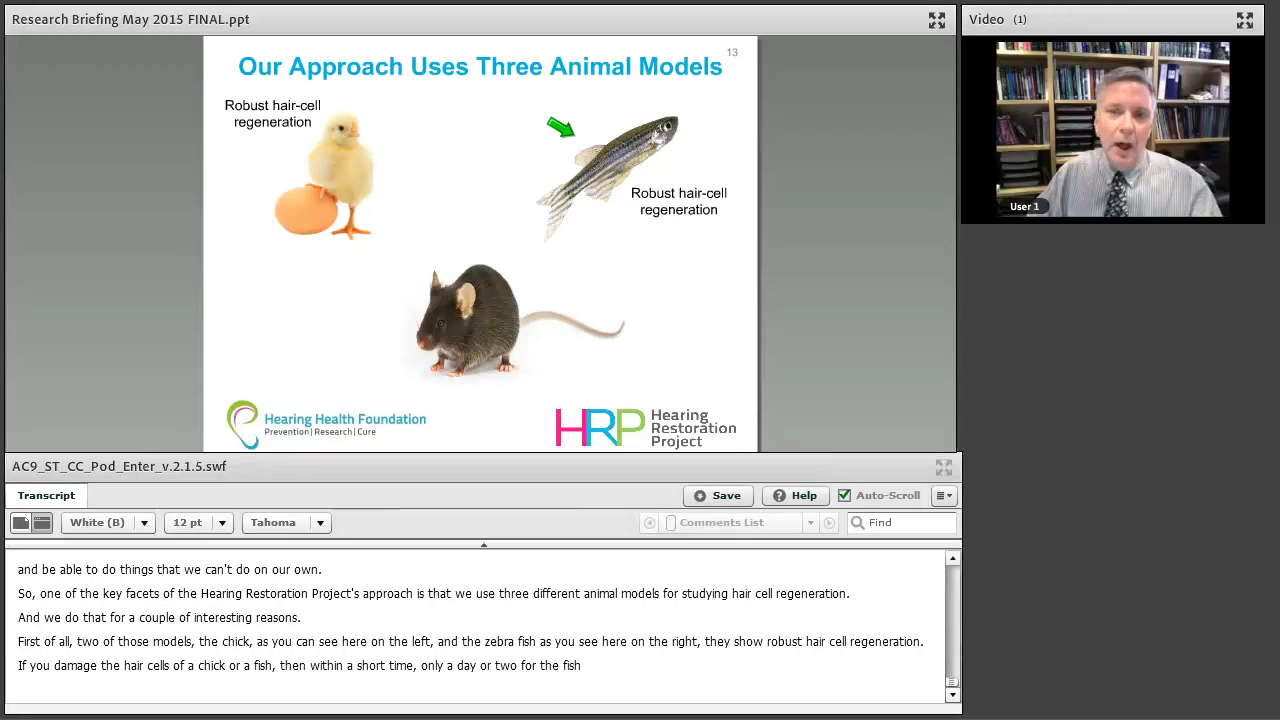 Research Briefing May 2015 FINAL.ppt
Video (1)
13
Our Approach Uses Three Animal Models
Robust hair-cell
regeneration
Robust hair-cell
regeneration
User 1
Hearing Health Foundation
Prevention|Research|Cure
HRP
Hearing
Restoration
Project
AC9_ST_CC_Pod_Enter_v.2.1.5.swf
Transcript
Save
Help
Auto-Scroll
White (B)
12 pt
Tahoma
Comments List
Find
and be able to do things that we can't do on our own.
So, one of the key facets of the Hearing Restoration Project's approach is that we use three different animal models for studying hair cell regeneration.
And we do that for a couple of interesting reasons.
First of all, two of those models, the chick, as you can see here on the left, and the zebra fish as you see here on the right, they show robust hair cell regeneration.
If you damage the hair cells of a chick or a fish, then within a short time, only a day or two for the fish